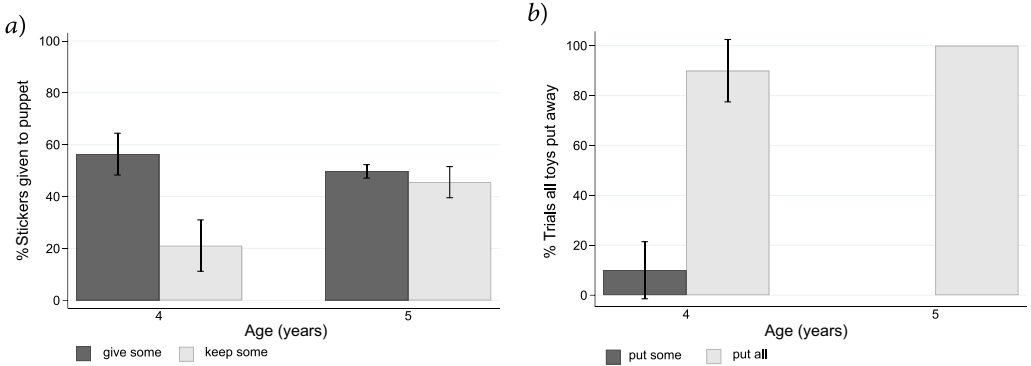 a)
100
80
60
40
20
0
% Stickers given to puppet
4 5
Age (years)
give some keep some
b)
100
80
60
40
20
0
% Trials all toys put away
4 5
Age (years)
put some put all